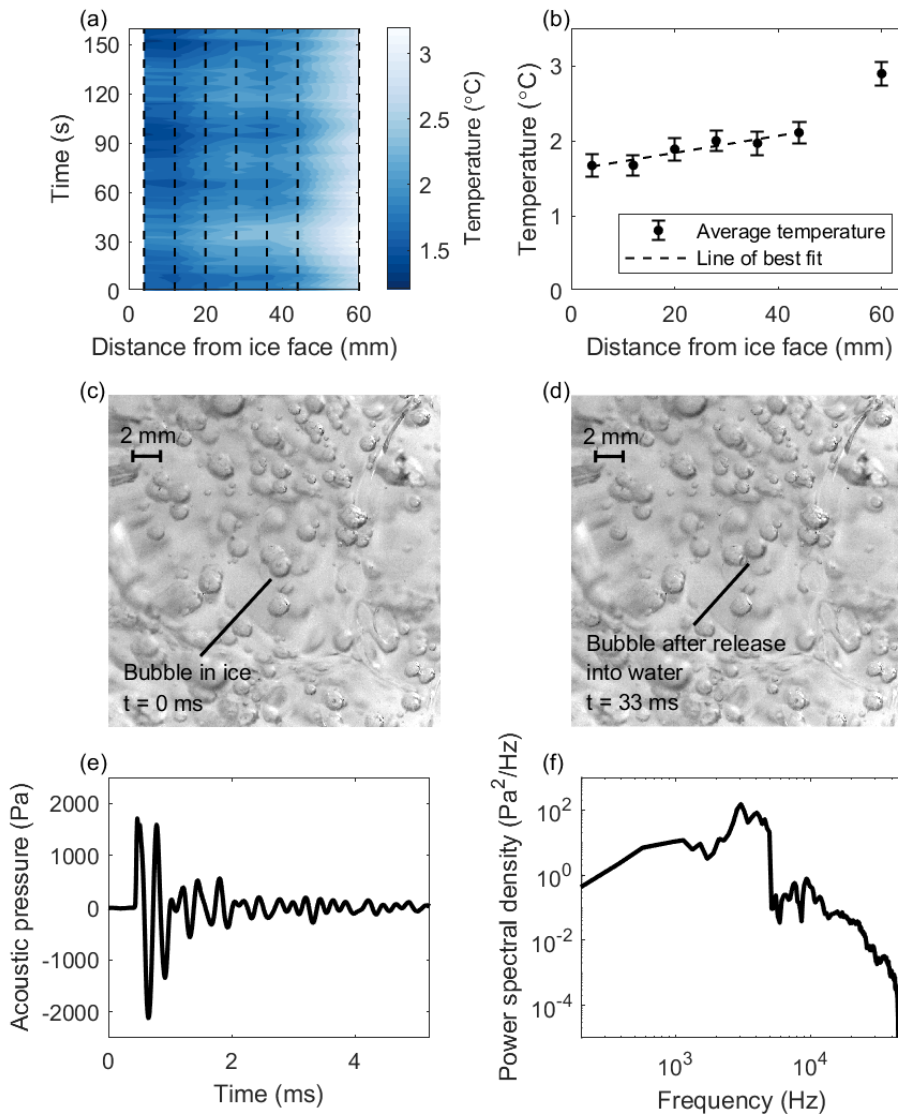 (a)
150
120
90
60
30
0
Time (s)
0
20
40
60
Distance from ice face (mm)
3
2.5
2
1.5
Temperature (°C)
(b)
3
2
1
0
Temperature (°C)
Average temperature
Line of best fit
0
20
40
60
Distance from ice face (mm)
(c)
2 mm
Bubble in ice
t = 0 ms
(d)
2 mm
Bubble after release
into water
t = 33 ms
(e)
2000
1000
0
-1000
-2000
Acoustic pressure (Pa)
0
2
4
Time (ms)
(f)
10²
10⁰
10⁻²
10⁻⁴
Power spectral density (Pa²/Hz)
10³
10⁴
Frequency (Hz)